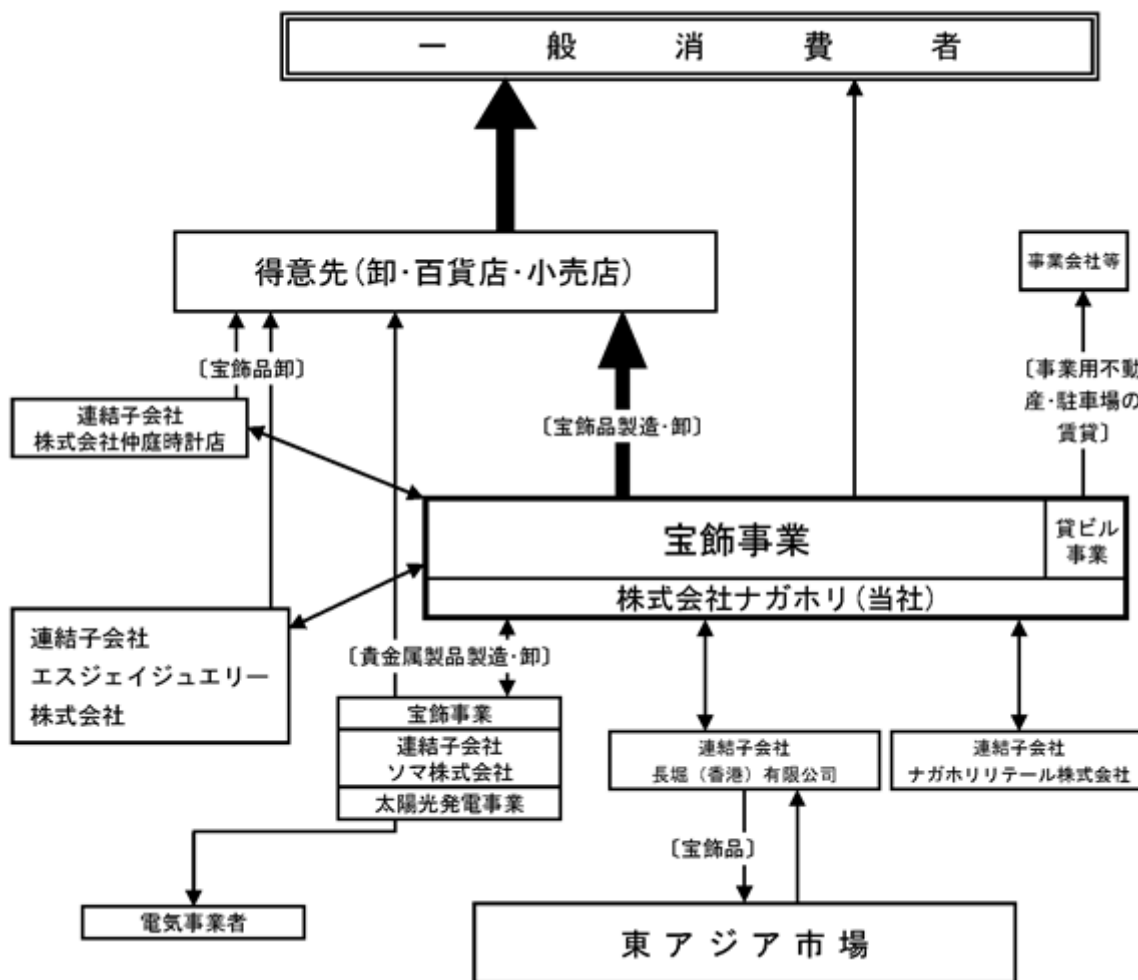 一般消費者
得意先(卸・百貨店・小売店)
事業会社等
〔宝飾品卸〕
〔事業用不動
産・駐車場の
賃貸〕
連結子会社
株式会社仲庭時計店
〔宝飾品製造・卸〕
宝飾事業
貸ビル
事業
株式会社ナガホリ(当社)
連結子会社
エスジェイジュエリー
株式会社
〔貴金属製品製造・卸〕
宝飾事業
連結子会社
ソマ株式会社
太陽光発電事業
連結子会社
長堀（香港）有限公司
連結子会社
ナガホリリテール株式会社
〔宝飾品〕
電気事業者
東アジア市場